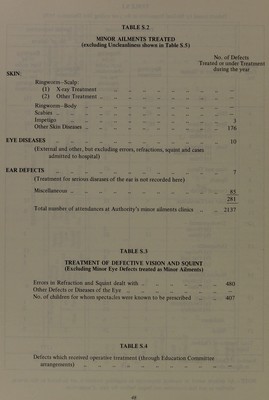 TABLE S.2
MINOR AILMENTS TREATED
(excluding Uncleanliness shown in Table S.5)
No. of Defects
Treated or under Treatment
during the year
SKIN.
Ringworm–Scalp:
(1) X-ray Treatment .. .. .. .. .. .. —
(2) Other Treatment .. .. .. .. .. .. —
Ringworm–Body .. .. .. .. .. .. —
Scabies .. .. .. .. .. .. —
Impetigo .. .. .. .. .. .. 3
Other Skin Diseases .. .. .. .. .. .. 176
EYE DISEASES .. .. .. .. .. .. 10
(External and other, but excluding errors, refractions, squint and cases
admitted to hospital)
EAR DEFECTS .. .. .. .. .. .. 7
(Treatment for serious diseases of the ear is not recorded here)
Miscellaneous .. .. .. .. .. .. 85
281
Total number of attendances at Authority's minor ailments clinics .. .. 2137
TABLE S.3
TREATMENT OF DEFECTIVE VISION AND SQUINT
(Excluding Minor Eye Defects treated as Minor Ailments)
Errors to Refraction and Squint dealt with .. .. .. .. 480
Other Defects or Diseases of the Eye .. .. .. .. —
No. of children for whom spectacles were known to be prescribed .. .. 407
TABLE S.4
Defects which received operative treatment (through Education Committee
arrangements) .. .. .. .. .. .. —
48